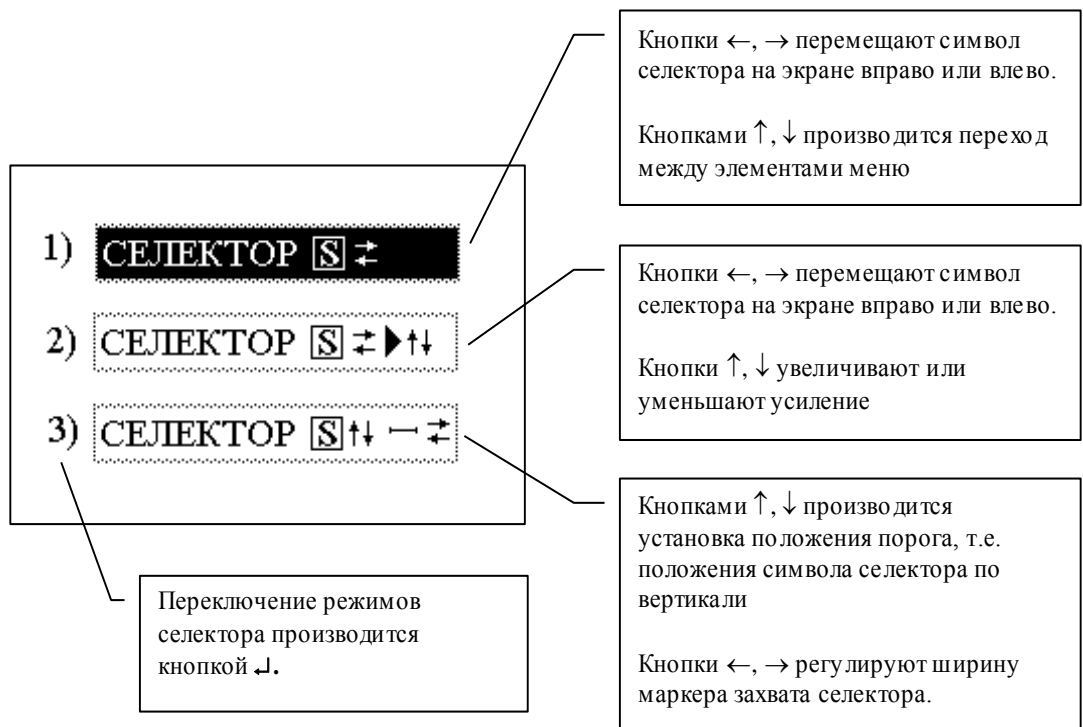 Кнопки ←, → перемещают символ
селектора на экране вправо или влево.
Кнопками ↑, ↓ производится переход
между элементами меню
1) СЕЛЕКТОР S ⇄
Кнопки ←, → перемещают символ
селектора на экране вправо или влево.
Кнопки ↑, ↓ увеличивают или
уменьшают усиление
2) СЕЛЕКТОР S ⇄▶↑↓
3) СЕЛЕКТОР S ↑↓ ↔ ⇄
Кнопками ↑, ↓ производится
установка положения порога, т.е.
положения символа селектора по
вертикали
Кнопки ←, → регулируют ширину
маркера захвата селектора.
Переключение режимов
селектора производится
кнопкой ↵.